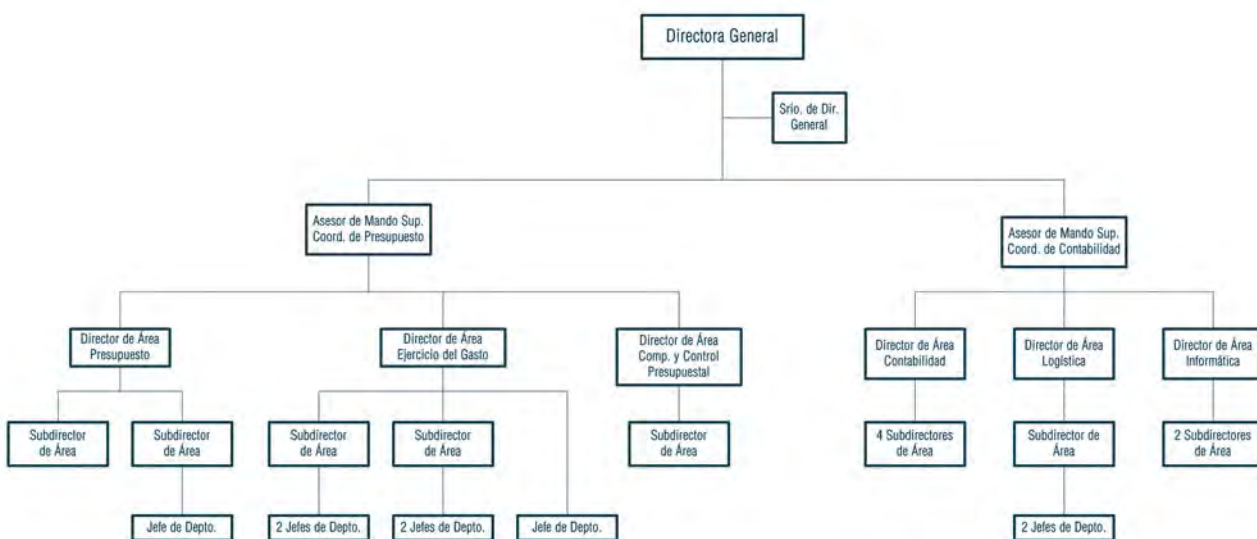 Directora General
Srio. de Dir.
General
Asesor de Mando Sup.
Coord. de Presupuesto
Asesor de Mando Sup.
Coord. de Contabilidad
Director de Área
Presupuesto
Director de Área
Ejercicio del Gasto
Director de Área
Comp. y Control
Presupuestal
Director de Área
Contabilidad
Director de Área
Logística
Director de Área
Informática
Subdirector
de Área
Subdirector
de Área
Subdirector
de Área
Subdirector
de Área
Subdirector
de Área
4 Subdirectores
de Área
Subdirector de
Área
2 Subdirectores
de Área
Jefe de Depto.
2 Jefes de Depto.
2 Jefes de Depto.
Jefe de Depto.
2 Jefes de Depto.